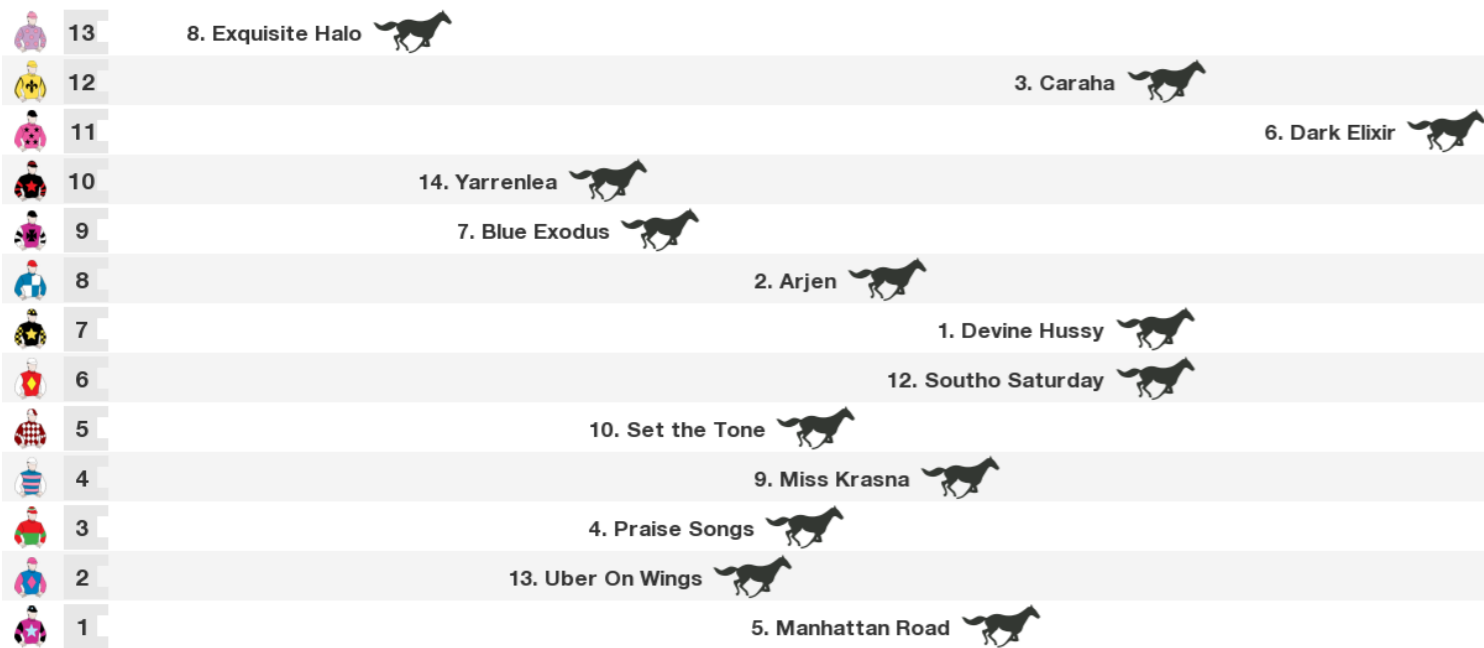 13 8. Exquisite Halo
12 3. Caraha
11 6. Dark Elixir
10 14. Yarrenlea
9 7. Blue Exodus
8 2. Arjen
7 1. Devine Hussy
6 12. Southo Saturday
5 10. Set the Tone
4 9. Miss Krasna
3 4. Praise Songs
2 13. Uber On Wings
1 5. Manhattan Road